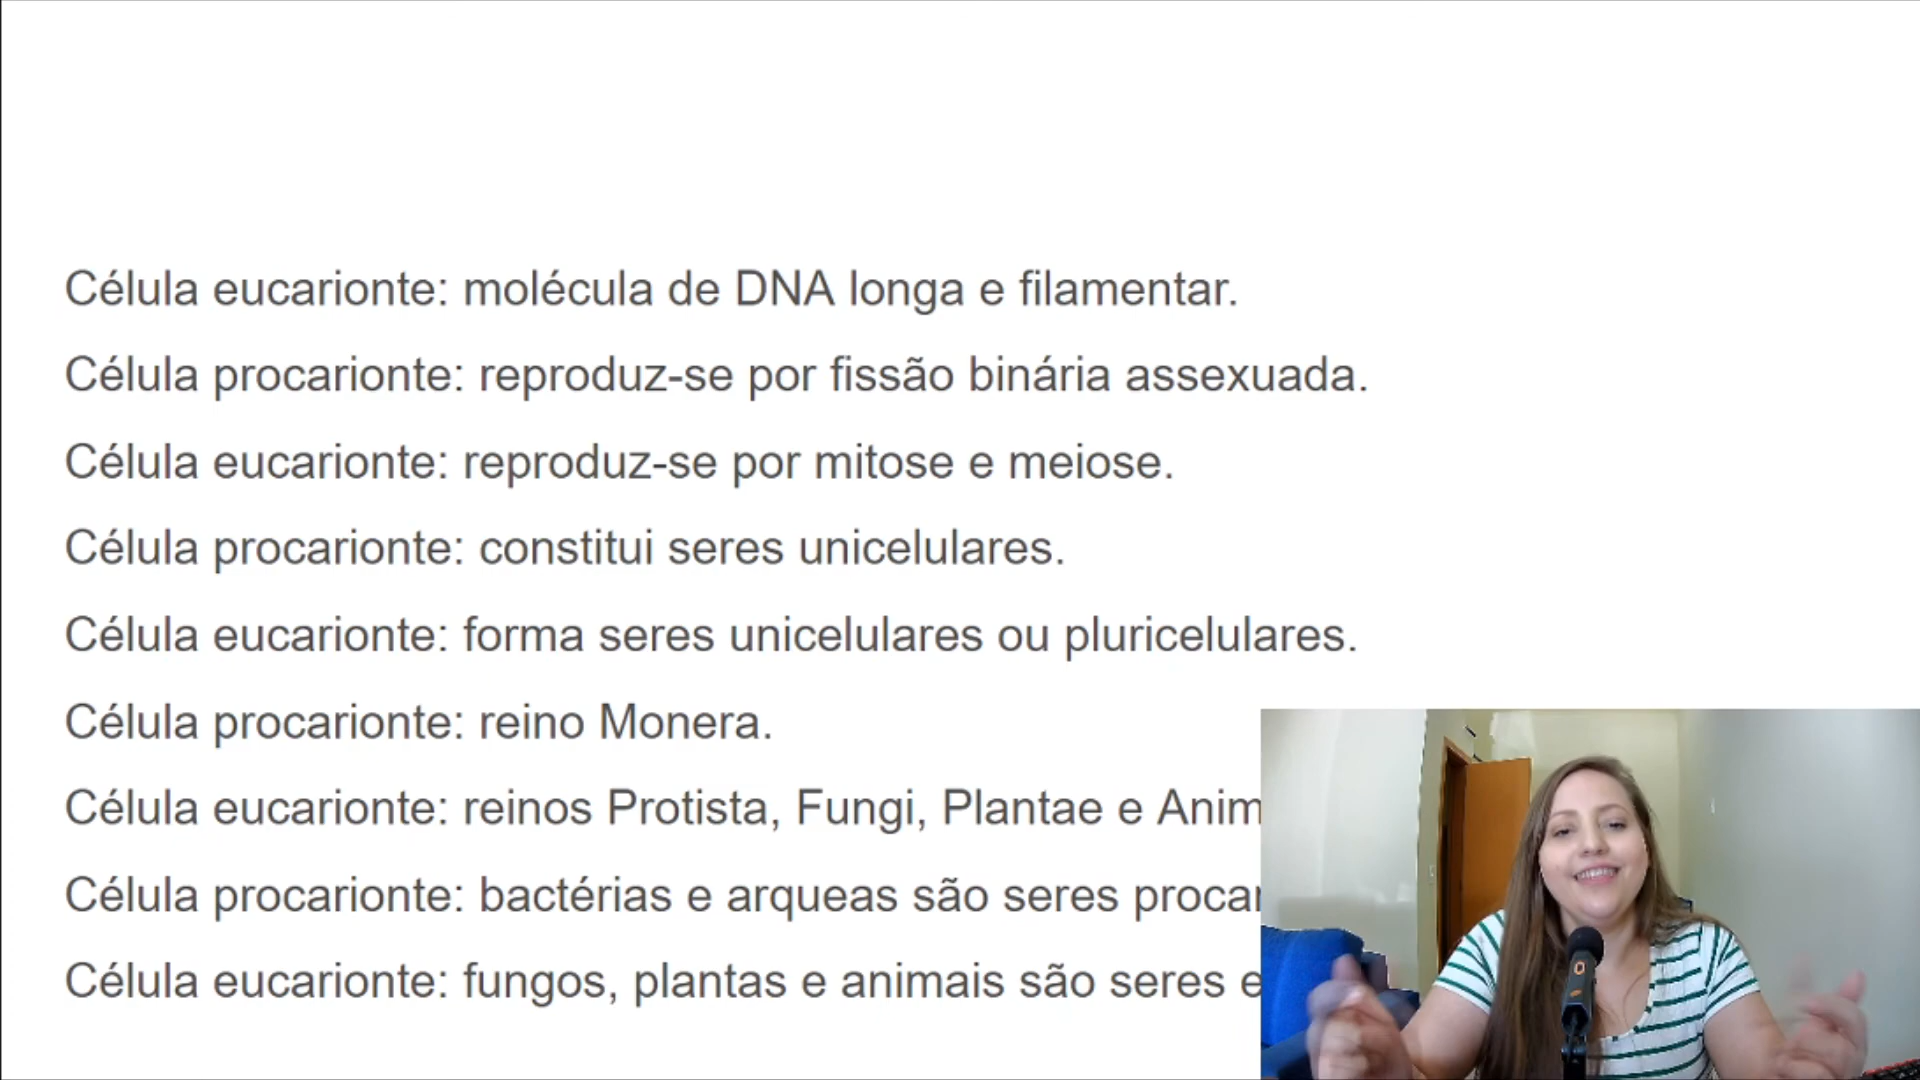 Célula eucarionte: molécula de DNA longa e filamentar.
Célula procarionte: reproduz-se por fissão binária assexuada.
Célula eucarionte: reproduz-se por mitose e meiose.
Célula procarionte: constitui seres unicelulares.
Célula eucarionte: forma seres unicelulares ou pluricelulares.
Célula procarionte: reino Monera.
Célula eucarionte: reinos Protista, Fungi, Plantae e
Célula procarionte: bactérias e arqueas são seres
Célula eucarionte: fungos, plantas e animais são seres